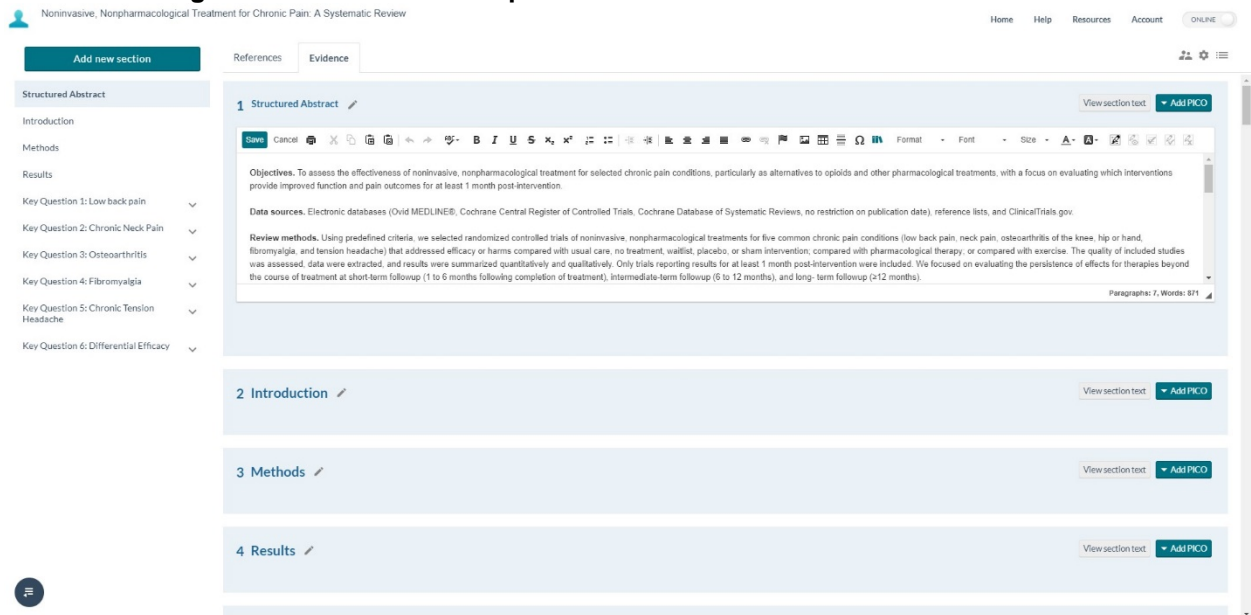 Noninvasive, Nonpharmacological Treatment for Chronic Pain: A Systematic Review
Home Help Resources Account ONLINE
Add new section
References Evidence
Structured Abstract
Introduction
Methods
Results
Key Question 1: Low back pain
Key Question 2: Chronic Neck Pain
Key Question 3: Osteoarthritis
Key Question 4: Fibromyalgia
Key Question 5: Chronic Tension
Headache
Key Question 6: Differential Efficacy
1 Structured Abstract
View section text Add PICO
Save Cancel Format Font Size
Objectives. To assess the effectiveness of noninvasive, nonpharmacological treatment for selected chronic pain conditions, particularly as alternatives to opioids and other pharmacological treatments, with a focus on evaluating which interventions
provide improved function and pain outcomes for at least 1 month post-intervention.
Data sources. Electronic databases (Ovid MEDLINE®, Cochrane Central Register of Controlled Trials, Cochrane Database of Systematic Reviews, no restriction on publication date), reference lists, and ClinicalTrials.gov.
Review methods. Using predefined criteria, we selected randomized controlled trials of noninvasive, nonpharmacological treatments for five common chronic pain conditions (low back pain, neck pain, osteoarthritis of the knee, hip or hand,
fibromyalgia, and tension headache) that addressed efficacy or harms compared with usual care, no treatment, waitlist, placebo, or sham intervention; compared with pharmacological therapy; or compared with exercise. The quality of included studies
was assessed, data were extracted, and results were summarized quantitatively and qualitatively. Only trials reporting results for at least 1 month post-intervention were included. We focused on evaluating the persistence of effects for therapies beyond
the course of treatment at short-term followup (1 to 6 months following completion of treatment), intermediate-term followup (6 to 12 months), and long- term followup (≥12 months).
Paragraphs: 7, Words: 871
2 Introduction
View section text Add PICO
3 Methods
View section text Add PICO
4 Results
View section text Add PICO